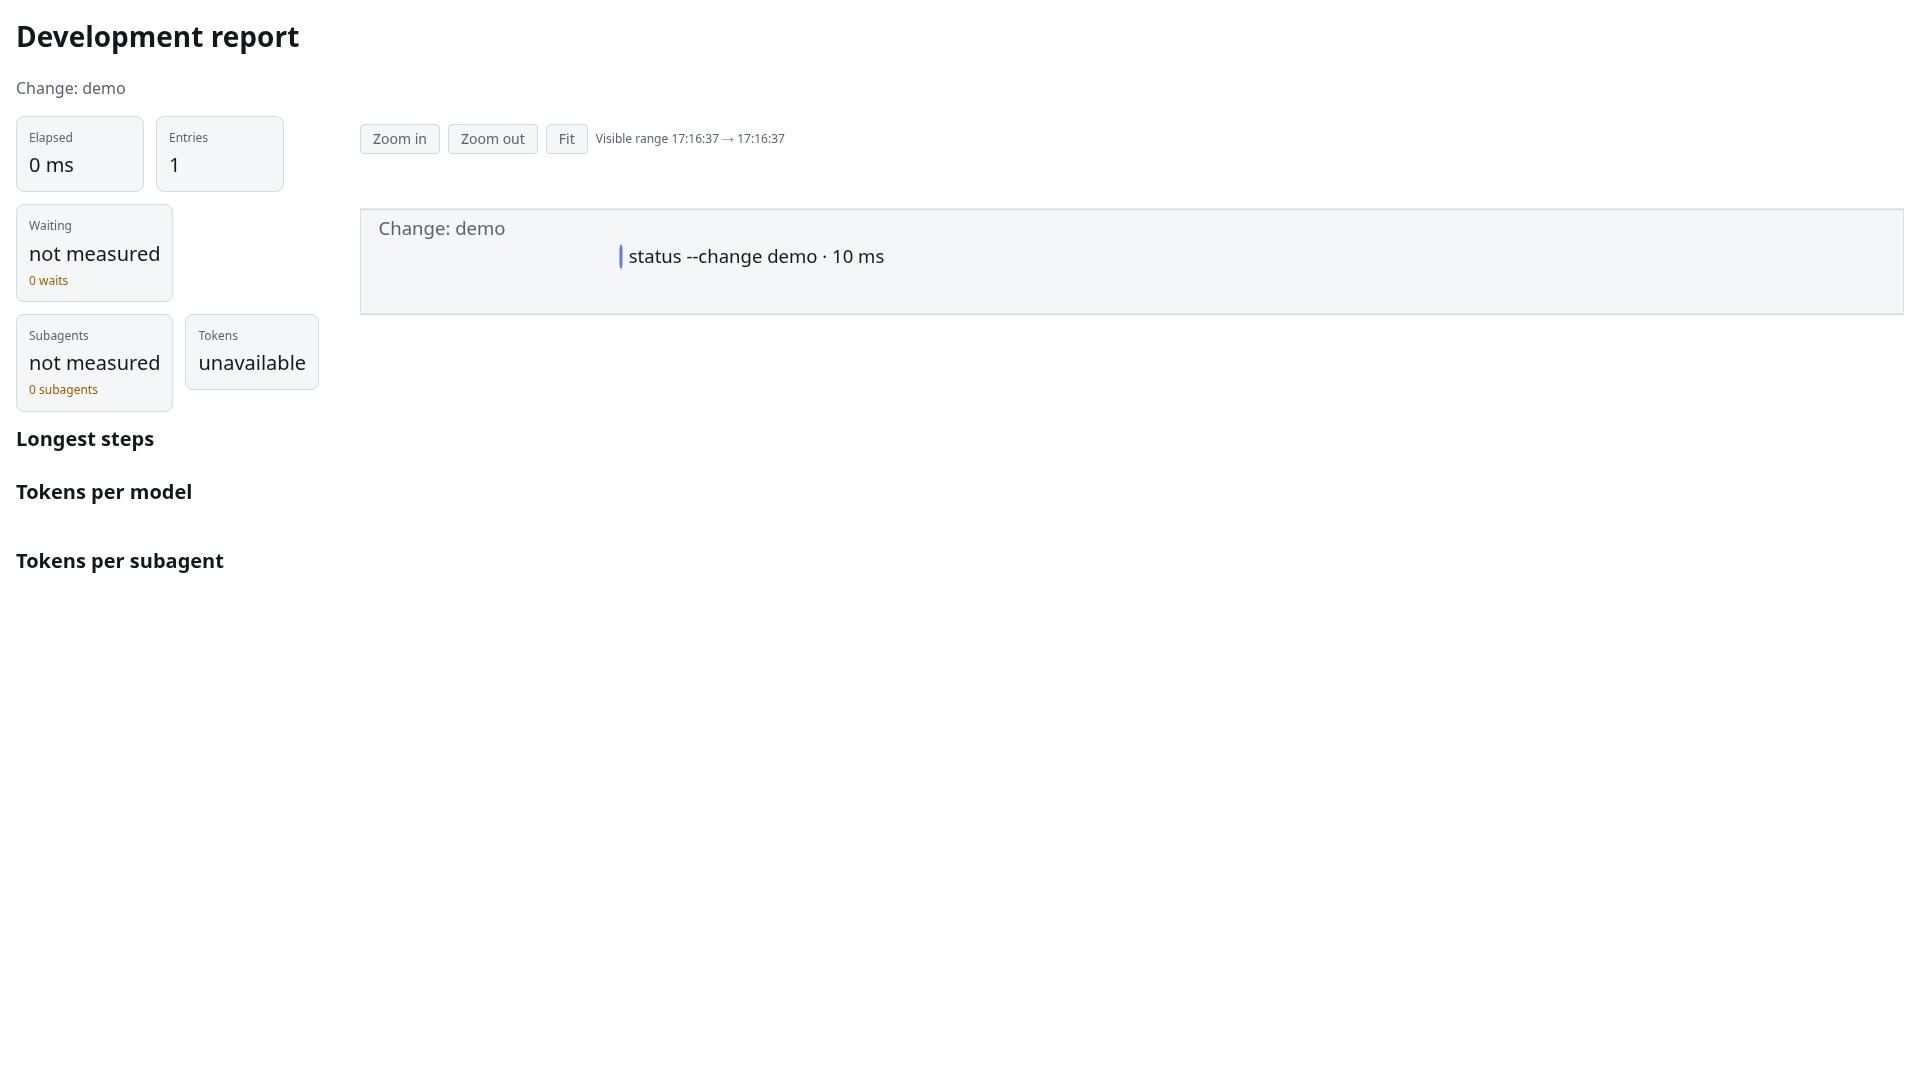 Development report
Change: demo
Elapsed
0 ms
Entries
1
Waiting
not measured
0 waits
Subagents
not measured
0 subagents
Tokens
unavailable
Longest steps
Tokens per model
Tokens per subagent
Zoom in
Zoom out
Fit
Visible range 17:16:37 → 17:16:37
Change: demo
status --change demo · 10 ms